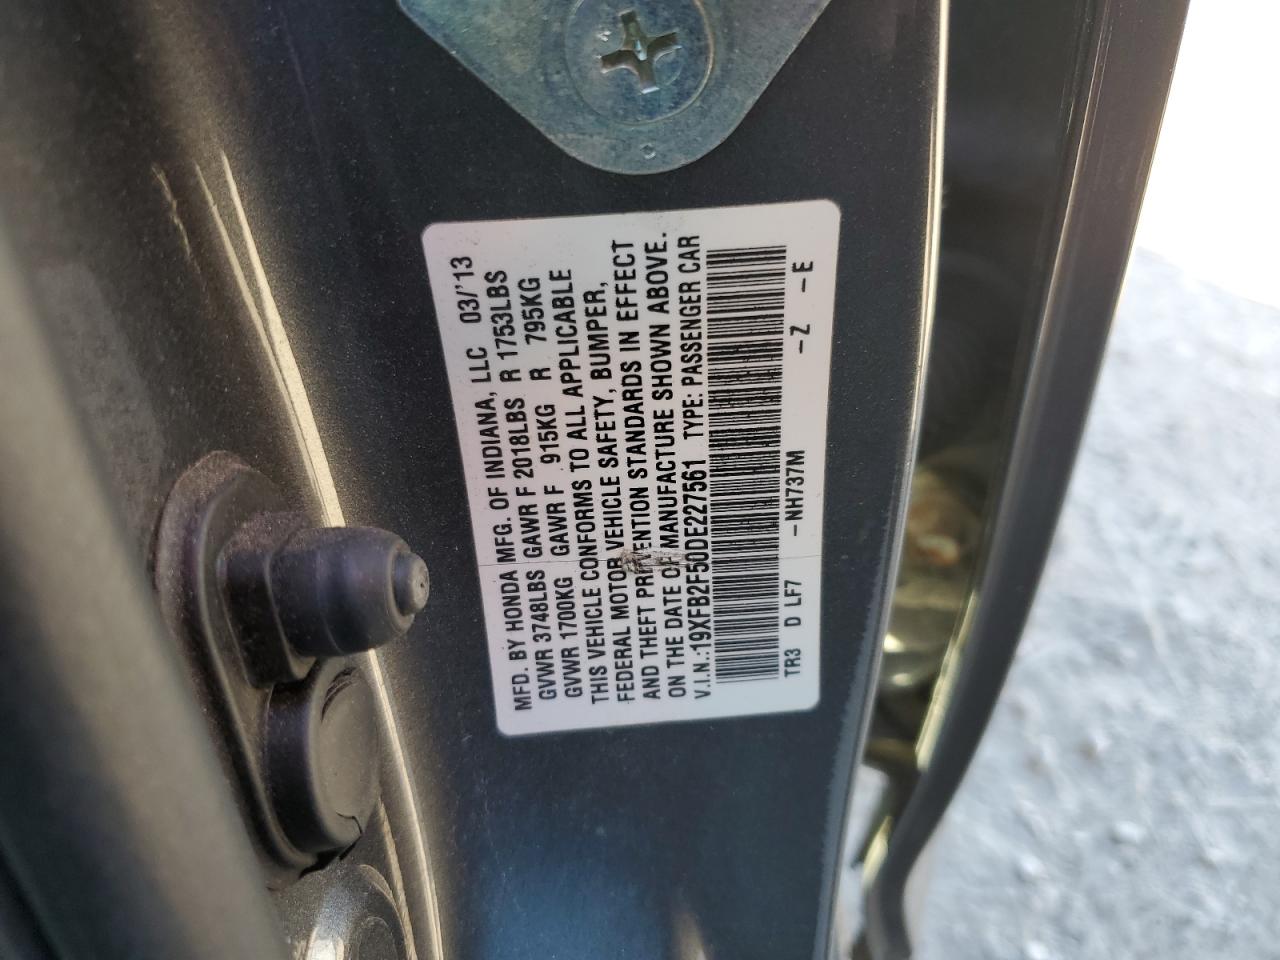 MFD. BY HONDA MFG. OF INDIANA, LLC 03/'13
GVWR 3748LBS GAWR F 2018LBS R 1753LBS
GVWR 1700KG GAWR F 915KG R 795KG
THIS VEHICLE CONFORMS TO ALL APPLICABLE
FEDERAL MOTOR VEHICLE SAFETY, BUMPER,
AND THEFT PREVENTION STANDARDS IN EFFECT
ON THE DATE OF MANUFACTURE SHOWN ABOVE.
V.I.N.:19XFB2F50DE227561 TYPE: PASSENGER CAR
TR3 D LF7 -NH737M -Z -E